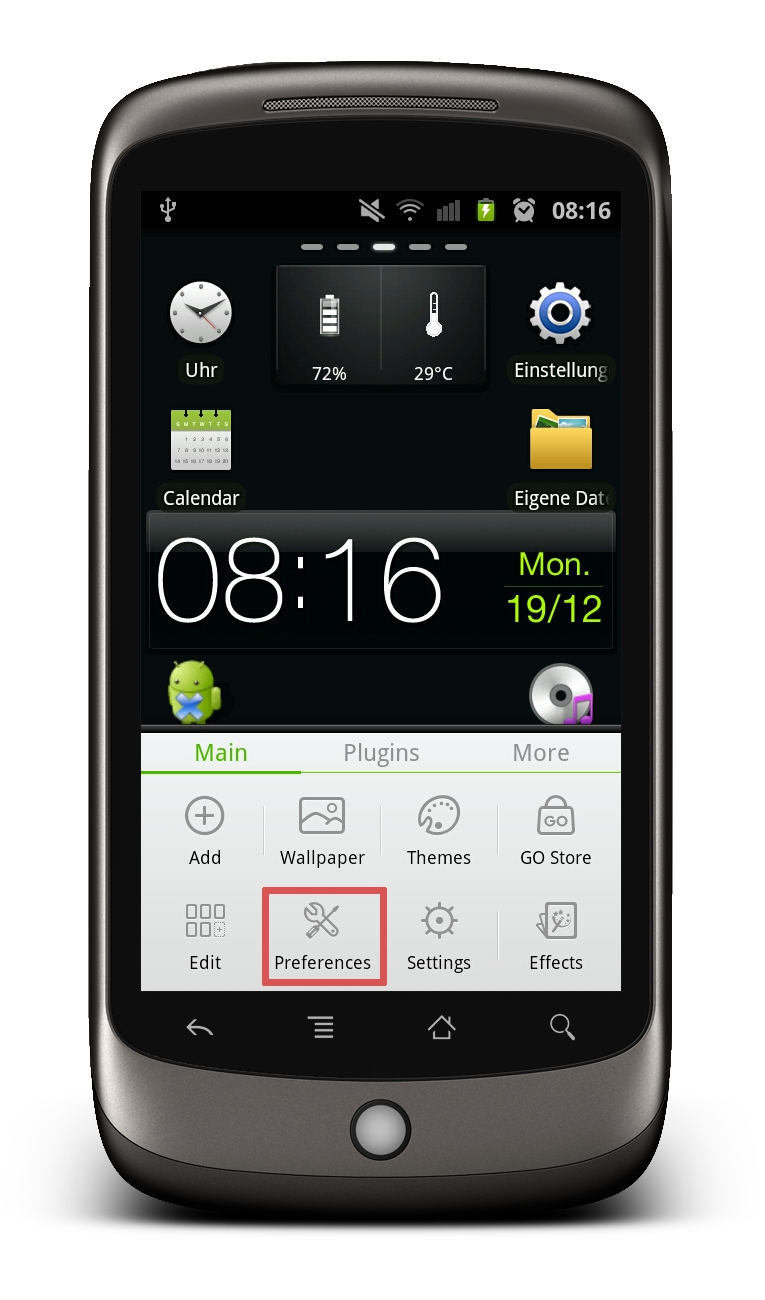 08:16
72%
29°C
Uhr
Einstellung
Calendar
Eigene Date
08:16
Mon.
19/12
Main
Plugins
More
Add
Wallpaper
Themes
GO
GO Store
Edit
Preferences
Settings
Effects